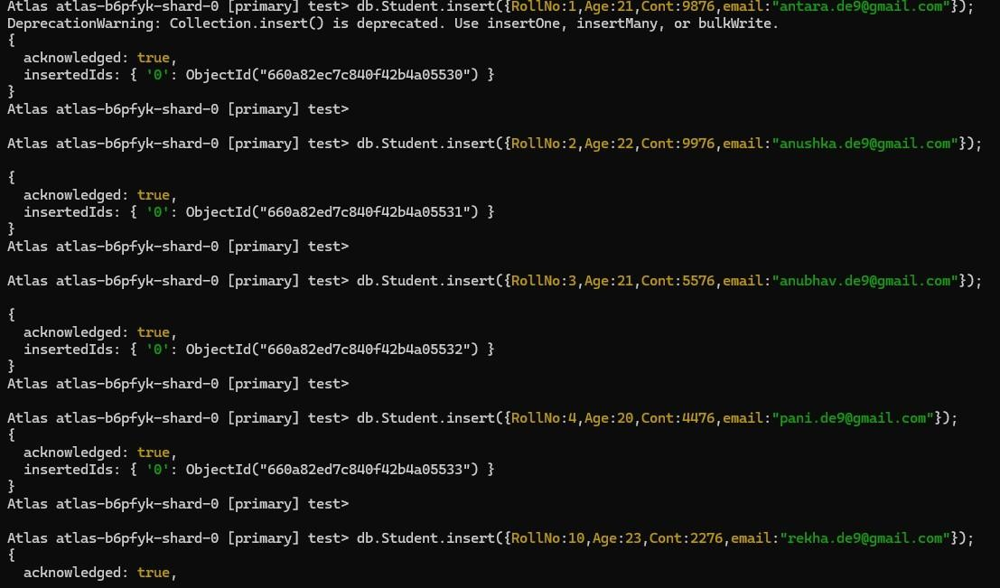 Atlas atlas-b6pfyk-shard-0 [primary] test> db.Student.insert({RollNo:1,Age:21,Cont:9876,email:"antara.de9@gmail.com"});
DeprecationWarning: Collection.insert() is deprecated. Use insertOne, insertMany, or bulkWrite.
{
  acknowledged: true,
  insertedIds: { '0': ObjectId("660a82ec7c840f42b4a05530") }
}
Atlas atlas-b6pfyk-shard-0 [primary] test>
Atlas atlas-b6pfyk-shard-0 [primary] test> db.Student.insert({RollNo:2,Age:22,Cont:9976,email:"anushka.de9@gmail.com"});
{
  acknowledged: true,
  insertedIds: { '0': ObjectId("660a82ed7c840f42b4a05531") }
}
Atlas atlas-b6pfyk-shard-0 [primary] test>
Atlas atlas-b6pfyk-shard-0 [primary] test> db.Student.insert({RollNo:3,Age:21,Cont:5576,email:"anubhav.de9@gmail.com"});
{
  acknowledged: true,
  insertedIds: { '0': ObjectId("660a82ed7c840f42b4a05532") }
}
Atlas atlas-b6pfyk-shard-0 [primary] test>
Atlas atlas-b6pfyk-shard-0 [primary] test> db.Student.insert({RollNo:4,Age:20,Cont:4476,email:"pani.de9@gmail.com"});
{
  acknowledged: true,
  insertedIds: { '0': ObjectId("660a82ed7c840f42b4a05533") }
}
Atlas atlas-b6pfyk-shard-0 [primary] test>
Atlas atlas-b6pfyk-shard-0 [primary] test> db.Student.insert({RollNo:10,Age:23,Cont:2276,email:"rekha.de9@gmail.com"});
{
  acknowledged: true,